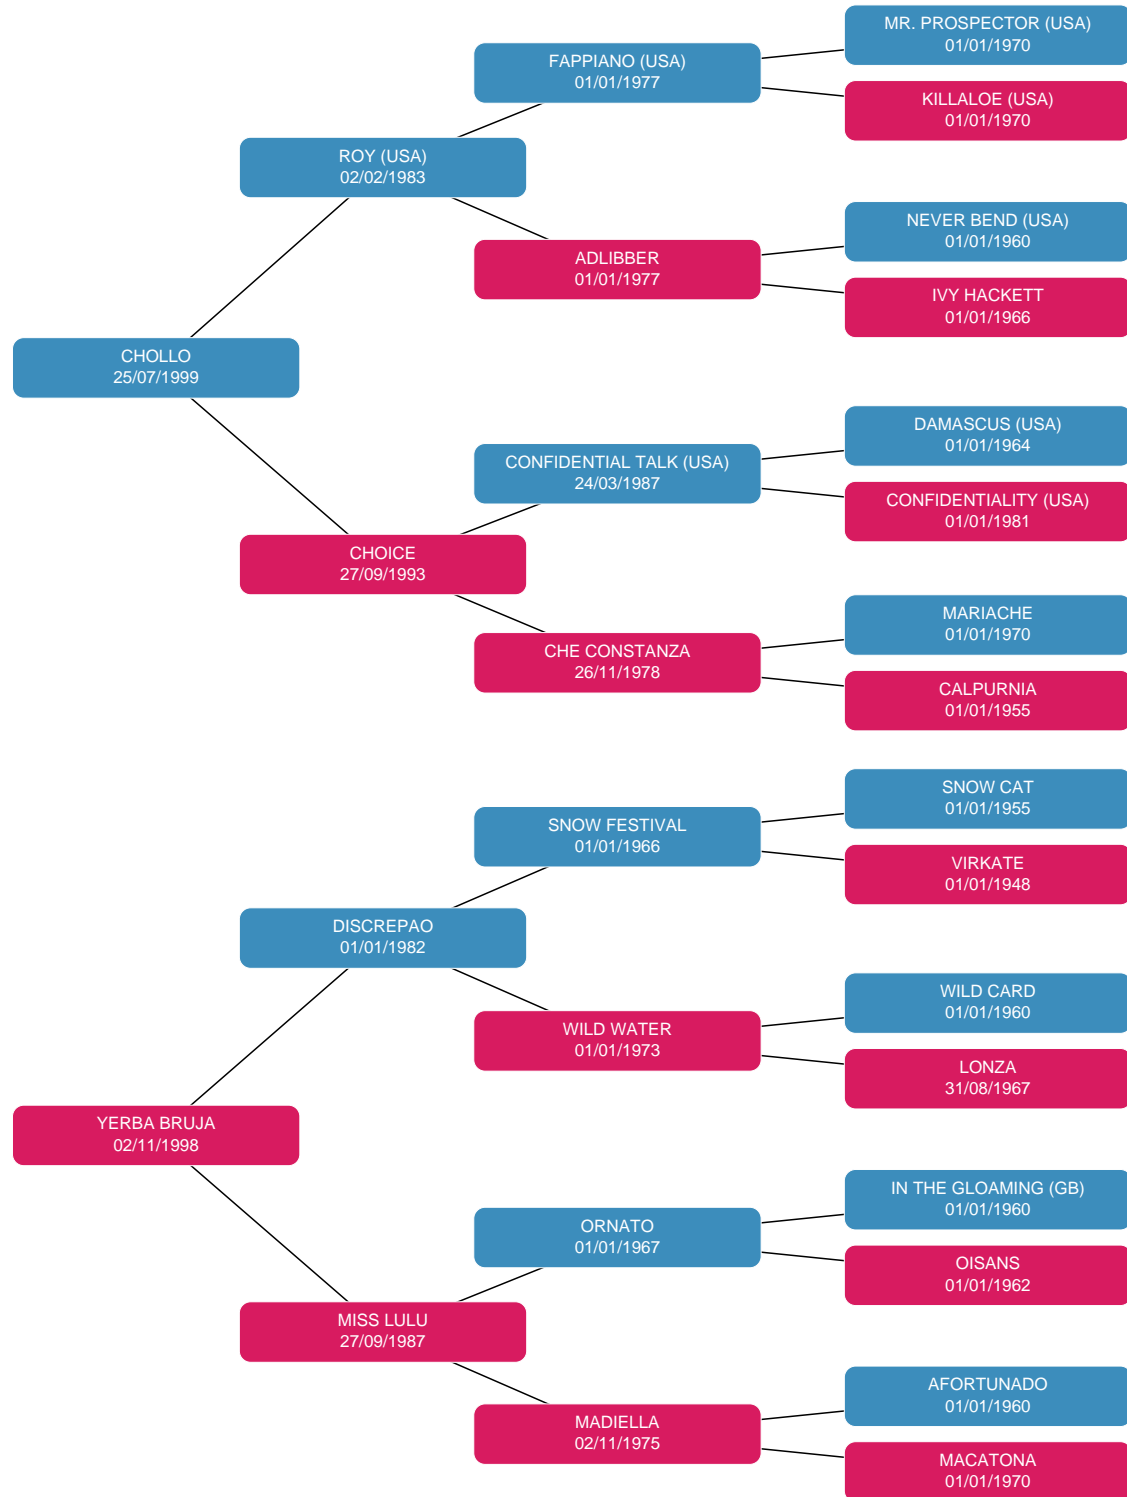 MR. PROSPECTOR (USA)
01/01/1970
FAPPIANO (USA)
01/01/1977
KILLALOE (USA)
01/01/1970
ROY (USA)
02/02/1983
NEVER BEND (USA)
01/01/1960
ADLIBBER
01/01/1977
IVY HACKETT
01/01/1966
CHOLLO
25/07/1999
DAMASCUS (USA)
01/01/1964
CONFIDENTIAL TALK (USA)
24/03/1987
CONFIDENTIALITY (USA)
01/01/1981
CHOICE
27/09/1993
MARIACHE
01/01/1970
CHE CONSTANZA
26/11/1978
CALPURNIA
01/01/1955
SNOW CAT
01/01/1955
SNOW FESTIVAL
01/01/1966
VIRKATE
01/01/1948
DISCREPAO
01/01/1982
WILD CARD
01/01/1960
WILD WATER
01/01/1973
LONZA
31/08/1967
YERBA BRUJA
02/11/1998
IN THE GLOAMING (GB)
01/01/1960
ORNATO
01/01/1967
OISANS
01/01/1962
MISS LULU
27/09/1987
AFORTUNADO
01/01/1960
MADIELLA
02/11/1975
MACATONA
01/01/1970